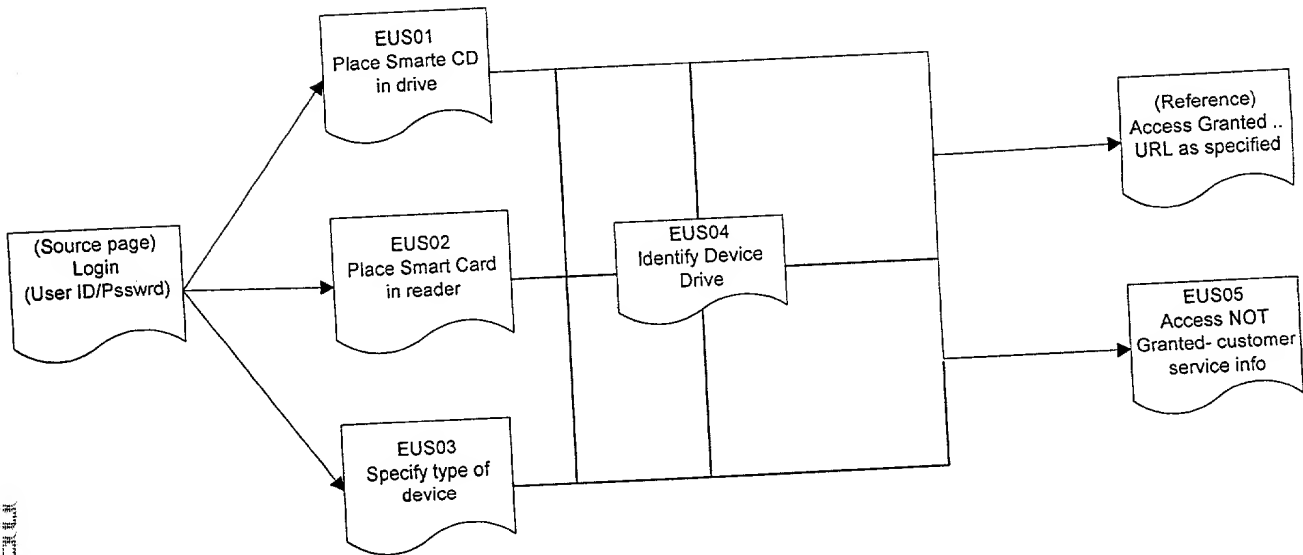 (Source page)
Login
(User ID/Psswrd)
EUS01
Place Smarte CD
in drive
EUS02
Place Smart Card
in reader
EUS03
Specify type of
device
EUS04
Identify Device
Drive
(Reference)
Access Granted ..
URL as specified
EUS05
Access NOT
Granted- customer
service info